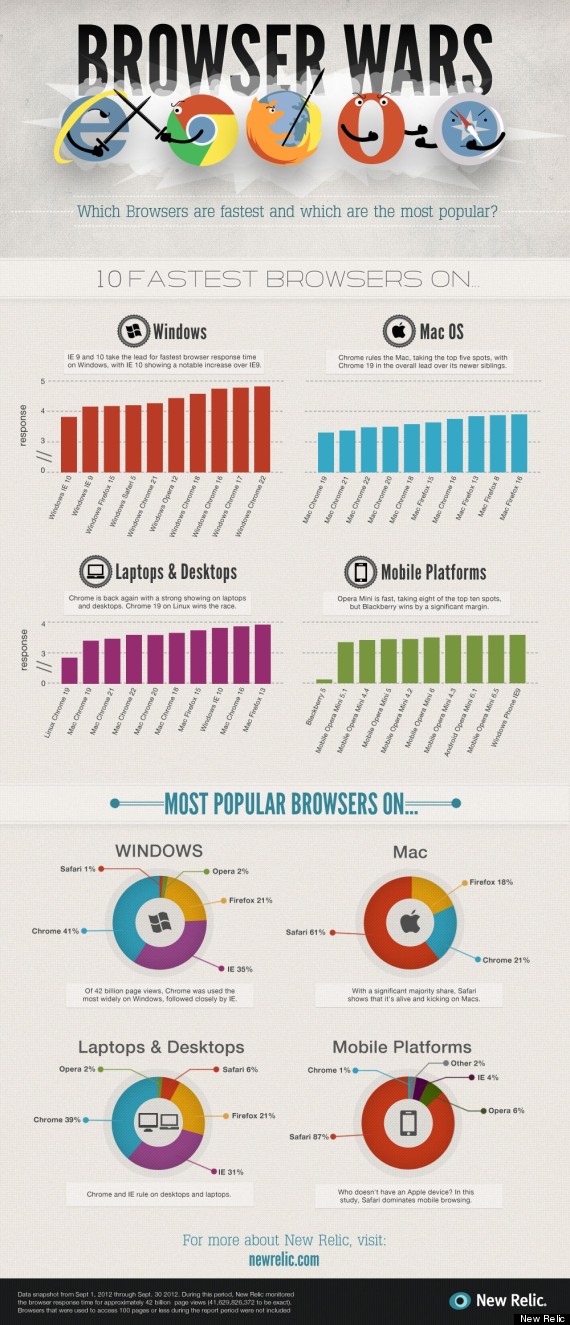 BROWSER WARS
Which Browsers are fastest and which are the most popular?
10 FASTEST BROWSERS ON...
Windows
IE 9 and 10 take the lead for fastest browser response time
on Windows, with IE 10 showing a notable increase over IE9.
response
5
4
3
0
Windows IE 10
Windows IE 9
Windows Firefox 15
Windows Safari 5
Windows Chrome 21
Windows Opera 12
Windows Chrome 18
Windows Chrome 16
Windows Chrome 17
Windows Chrome 22
Mac OS
Chrome rules the Mac, taking the top five spots, with
Chrome 19 in the overall lead over its newer siblings.
Mac Chrome 19
Mac Chrome 21
Mac Chrome 22
Mac Chrome 20
Mac Chrome 18
Mac Firefox 15
Mac Chrome 16
Mac Firefox 13
Mac Firefox 8
Mac Firefox 16
Laptops & Desktops
Chrome is back again with a strong showing on laptops
and desktops. Chrome 19 on Linux wins the race.
response
4
3
0
Linux Chrome 19
Mac Chrome 19
Mac Chrome 21
Mac Chrome 22
Mac Chrome 20
Mac Chrome 18
Mac Firefox 15
Windows IE 10
Mac Chrome 16
Mac Firefox 13
Mobile Platforms
Opera Mini is fast, taking eight of the top ten spots,
but Blackberry wins by a significant margin.
Blackberry 5
Mobile Opera Mini 5.1
Mobile Opera Mini 4.4
Mobile Opera Mini 5
Mobile Opera Mini 4.2
Mobile Opera Mini 6
Mobile Opera Mini 4.3
Android Opera Mini 6.1
Mobile Opera Mini 6.5
Windows Phone IE9
MOST POPULAR BROWSERS ON...
WINDOWS
Safari 1%
Opera 2%
Firefox 21%
Chrome 41%
IE 35%
Of 42 billion page views, Chrome was used the
most widely on Windows, followed closely by IE.
Mac
Firefox 18%
Safari 61%
Chrome 21%
With a significant majority share, Safari
shows that it's alive and kicking on Macs.
Laptops & Desktops
Opera 2%
Safari 6%
Firefox 21%
Chrome 39%
IE 31%
Chrome and IE rule on desktops and laptops.
Mobile Platforms
Other 2%
Chrome 1%
IE 4%
Opera 6%
Safari 87%
Who doesn't have an Apple device? In this
study, Safari dominates mobile browsing.
For more about New Relic, visit:
newrelic.com
Data snapshot from Sept 1, 2012 through Sept. 30 2012. During this period, New Relic monitored
the browser response time for approximately 42 billion page views (41,629,826,372 to be exact).
Browsers that were used to access 100 pages or less during the report period were not included
New Relic.
New Relic